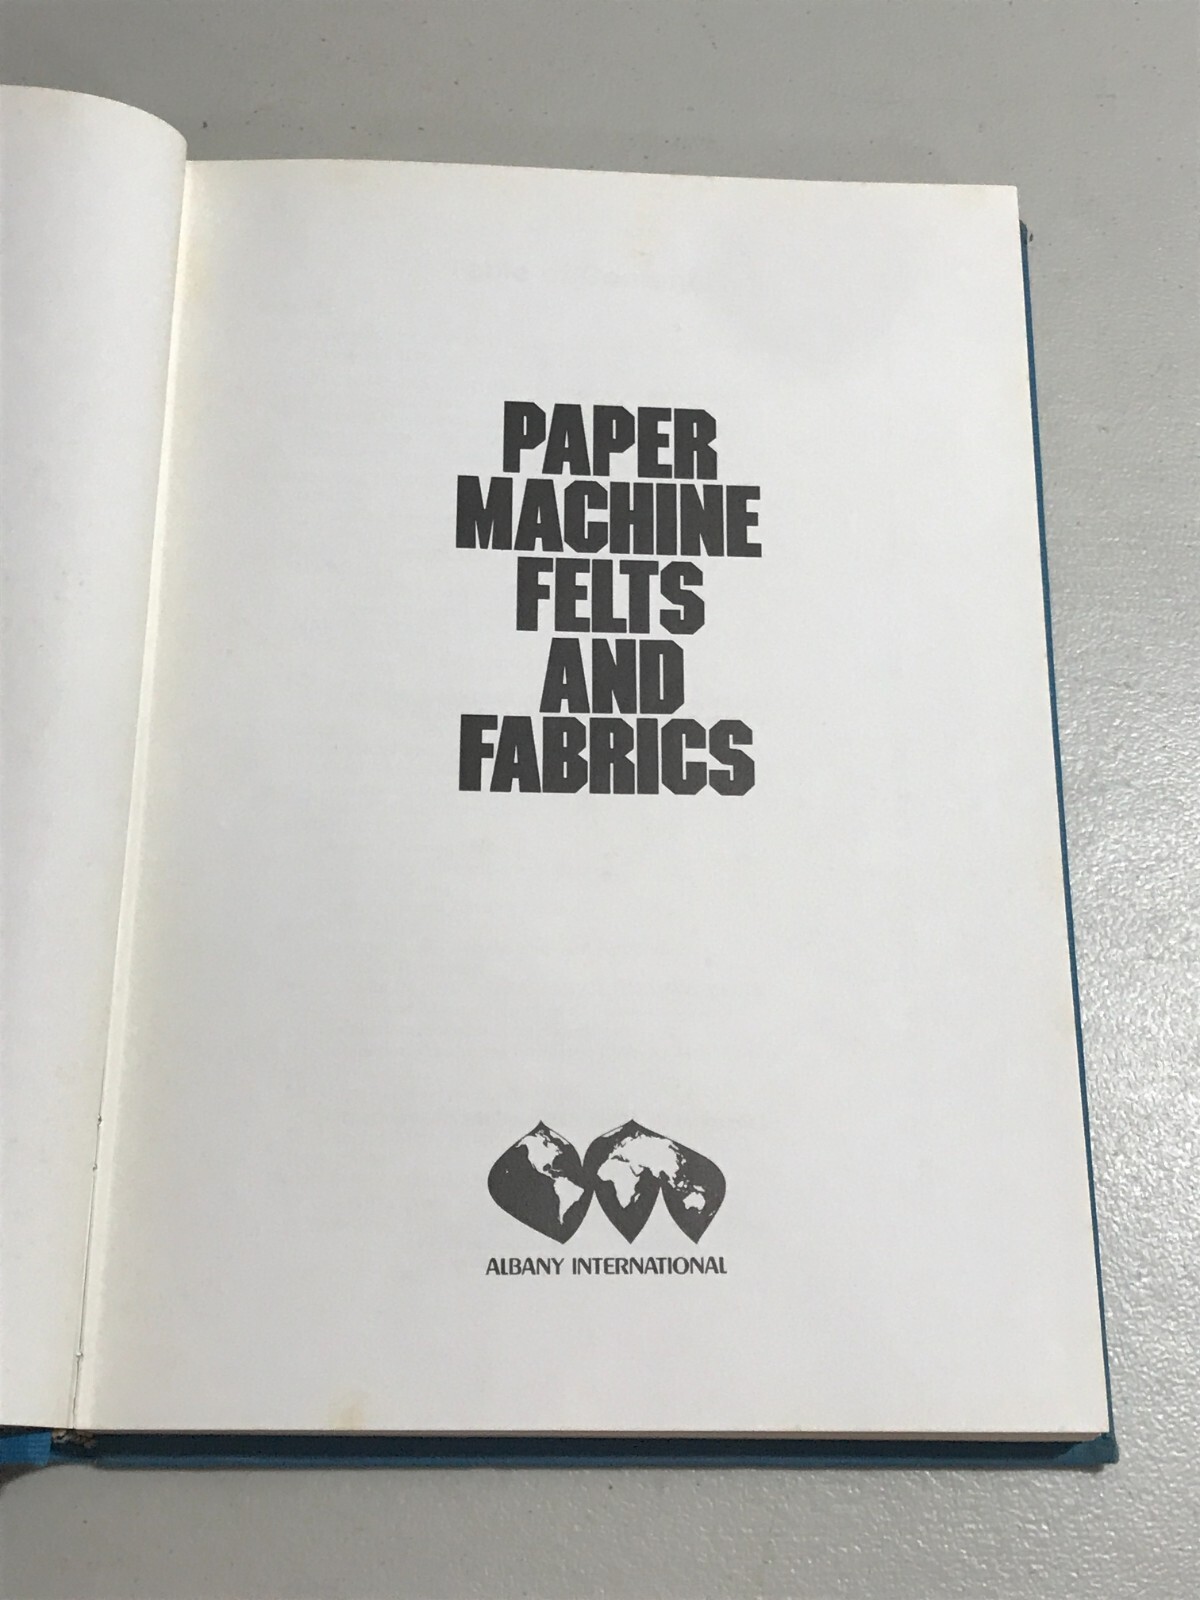 PAPER
MACHINE
FELTS
AND
FABRICS
ALBANY INTERNATIONAL